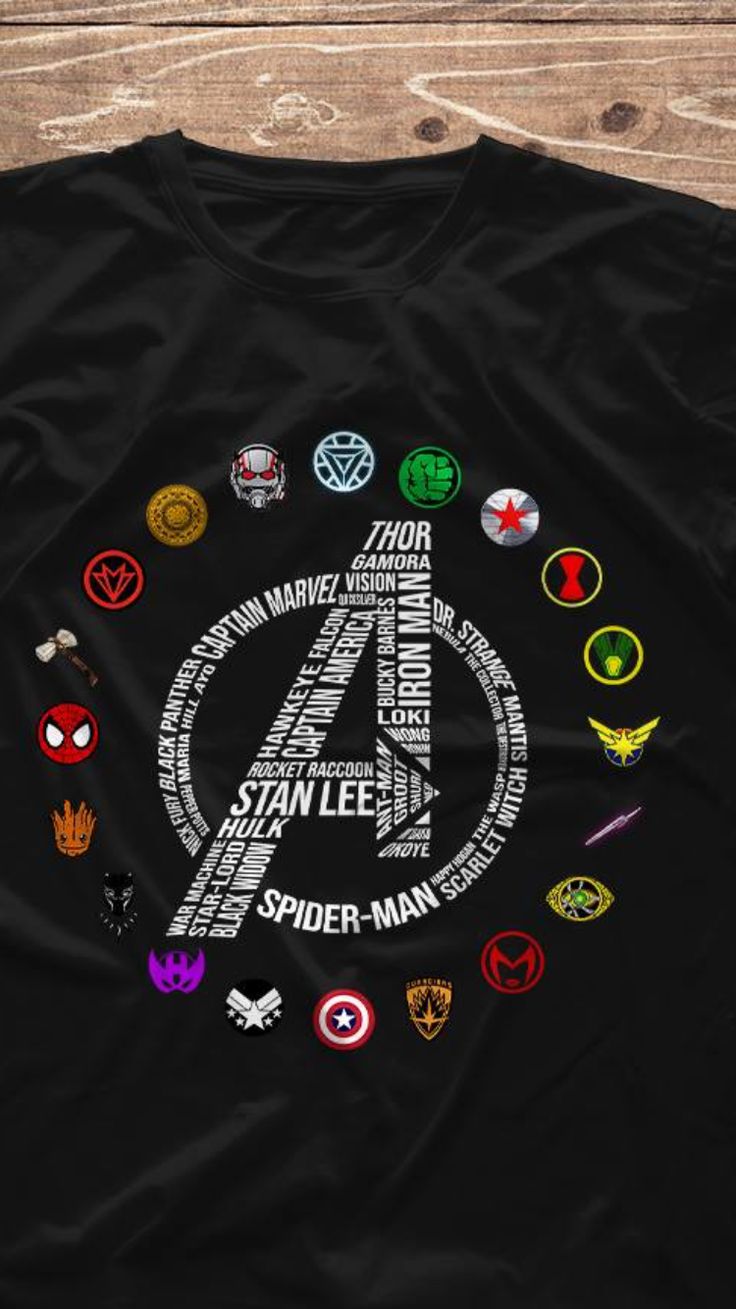 THOR
GAMORA
VISION
QUICKSILVER
CAPTAIN MARVEL
BLACK PANTHER
MARIA HILL AYO
NICK FURY
PEPPER POTTS
HAWKEYE FALCON
CAPTAIN AMERICA
BUCKY BARNES
IRON MAN
LOKI
WONG
ROCKET RACCOON
STAN LEE
ANT-MAN
GROOT
SHURI
HULK
OKOYE
WAR MACHINE
STAR-LORD
BLACK WIDOW
SPIDER-MAN
DR. STRANGE MANTIS
NEBULA THE COLLECTOR
SCARLET WITCH
HAPPY HOGAN THE WASP
GUARDIANS